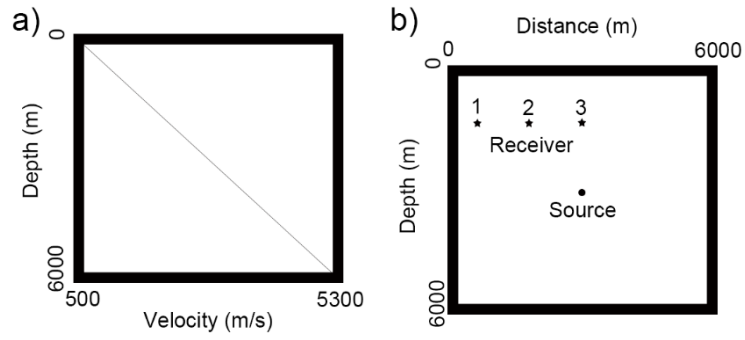 a)
0
Depth (m)
6000
500
5300
Velocity (m/s)
b)
Distance (m)
0
6000
0
Depth (m)
6000
1 2 3
Receiver
Source